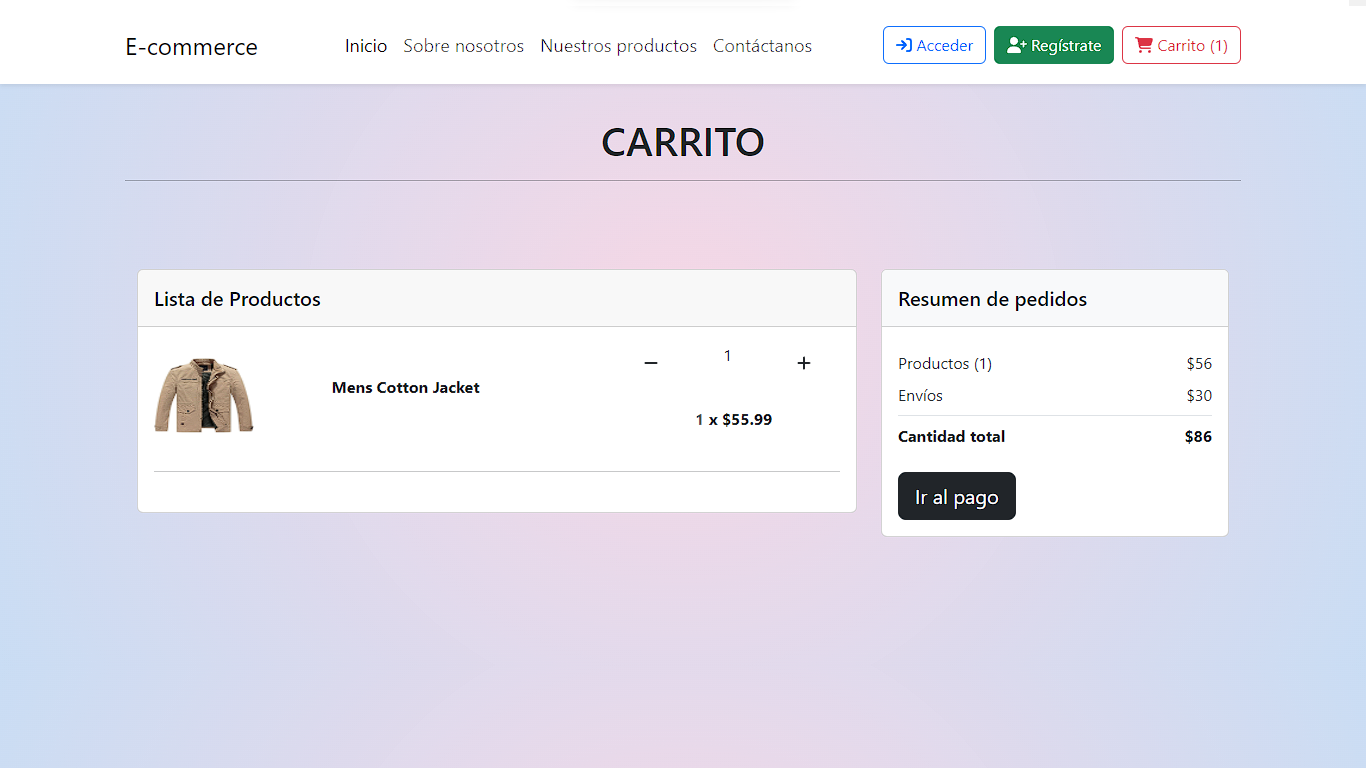 E-commerce
Inicio Sobre nosotros Nuestros productos Contáctanos
Acceder Regístrate Carrito (1)
CARRITO
Lista de Productos
Mens Cotton Jacket
1
1 x $55.99
Resumen de pedidos
Productos (1) $56
Envíos $30
Cantidad total $86
Ir al pago